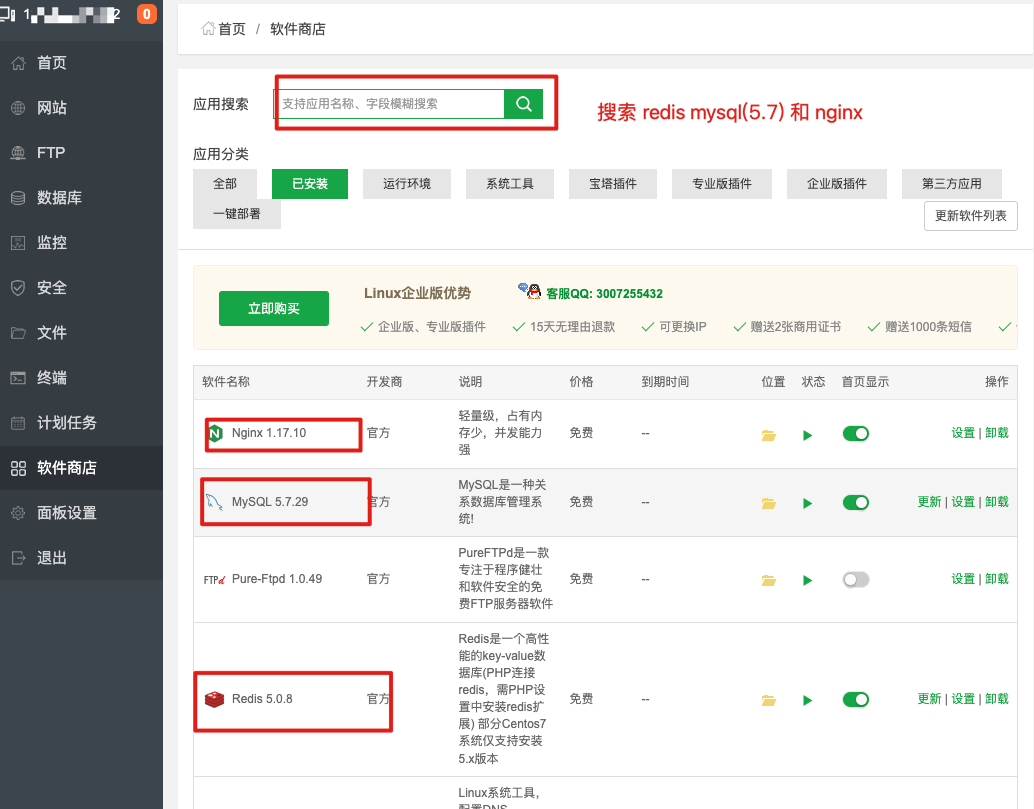 0
首页
网站
FTP
数据库
监控
安全
文件
终端
计划任务
软件商店
面板设置
退出
首页 / 软件商店
应用搜索
支持应用名称、字段模糊搜索
搜索 redis mysql(5.7) 和 nginx
应用分类
全部 已安装 运行环境 系统工具 宝塔插件 专业版插件 企业版插件 第三方应用
一键部署
更新软件列表
立即购买
Linux企业版优势
客服QQ: 3007255432
企业版、专业版插件 15天无理由退款 可更换IP 赠送2张商用证书 赠送1000条短信
软件名称 开发商 说明 价格 到期时间 位置 状态 首页显示 操作
Nginx 1.17.10 官方
轻量级，占有内
存少，并发能力
强
免费 -- 设置 | 卸载
MySQL 5.7.29 官方
MySQL是一种关
系数据库管理系
统!
免费 -- 更新 | 设置 | 卸载
FTPd Pure-Ftpd 1.0.49 官方
PureFTPd是一款
专注于程序健壮
和软件安全的免
费FTP服务器软件
免费 -- 设置 | 卸载
Redis 5.0.8 官方
Redis是一个高性
能的key-value数
据库(PHP连接
redis，需PHP设
置中安装redis扩
展) 部分Centos7
系统仅支持安装
5.x版本
免费 -- 更新 | 设置 | 卸载
Linux系统工具，
配置DNS